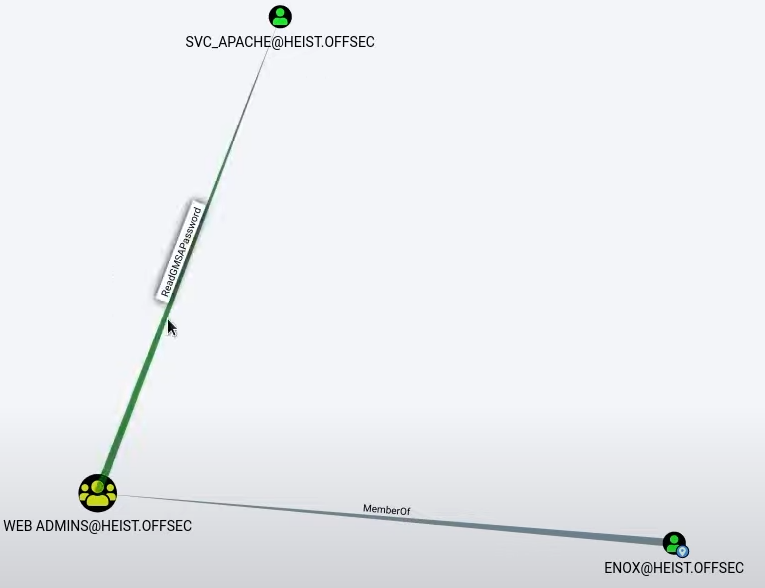 SVC_APACHE@HEIST.OFFSEC
ReadGMSAPassword
WEB ADMINS@HEIST.OFFSEC
MemberOf
ENOX@HEIST.OFFSEC